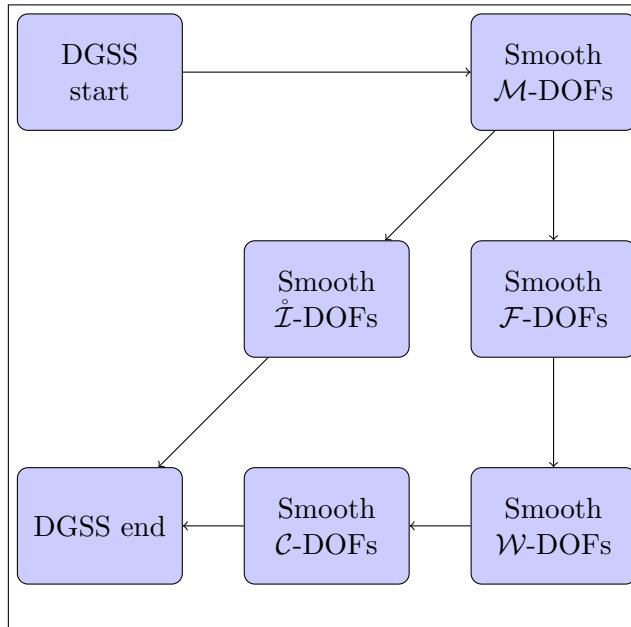 DGSS
start
Smooth
𝓜-DOFs
Smooth
𝓘̊-DOFs
Smooth
𝓕-DOFs
DGSS end
Smooth
𝓒-DOFs
Smooth
𝓦-DOFs